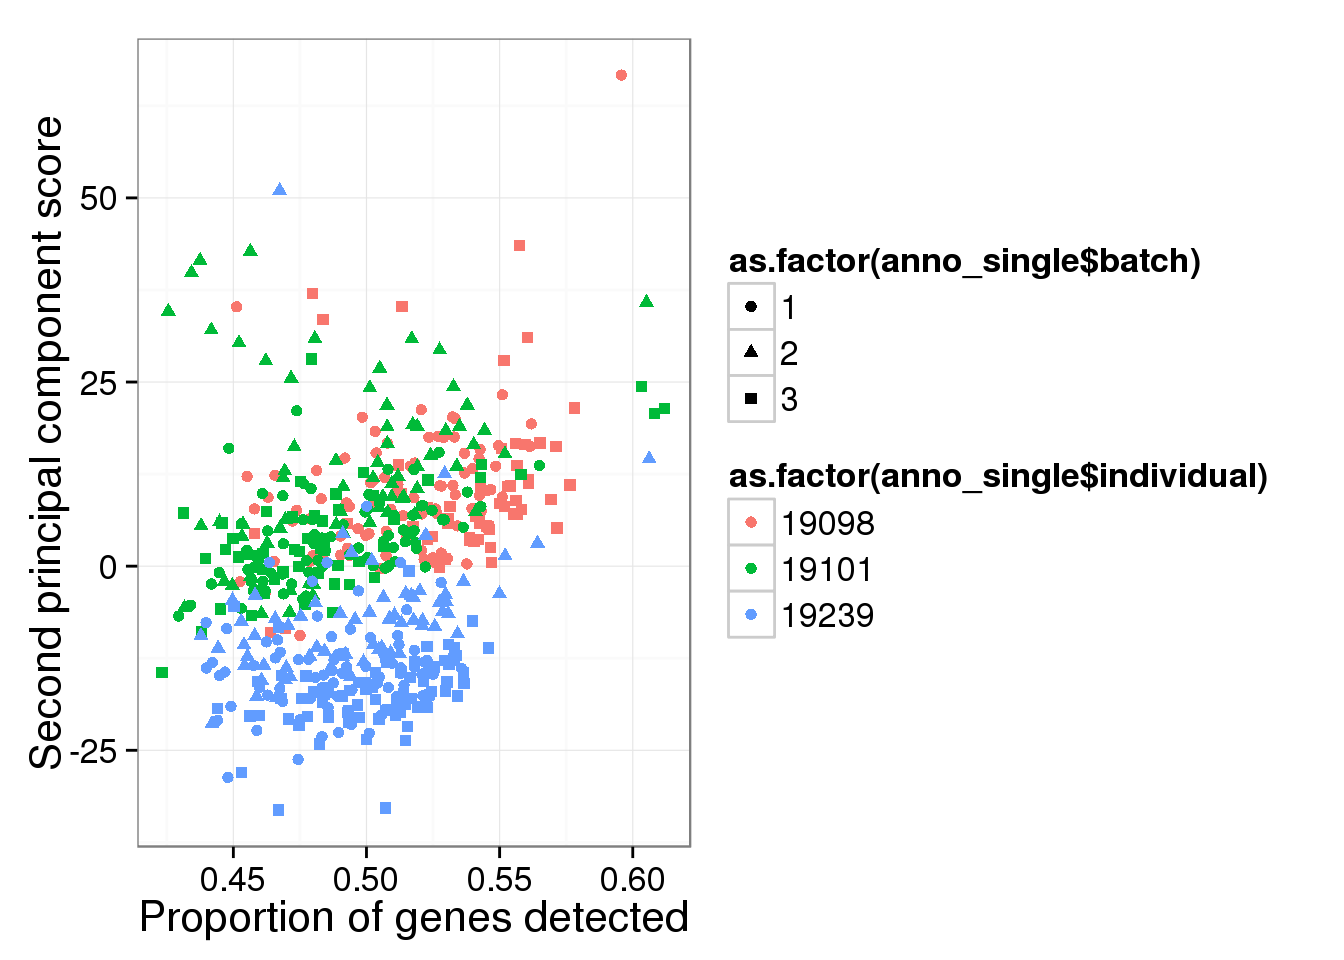 Second principal component score
50
25
0
-25
0.45 0.50 0.55 0.60
Proportion of genes detected
as.factor(anno_single$batch)
1
2
3
as.factor(anno_single$individual)
19098
19101
19239